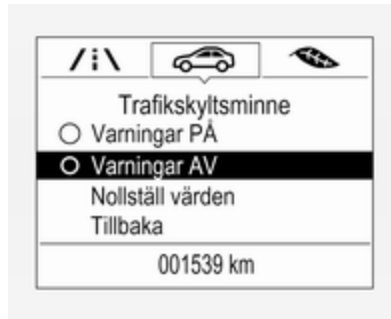 Trafikskyltsminne
Varningar PÅ
Varningar AV
Nollställ värden
Tillbaka
001539 km